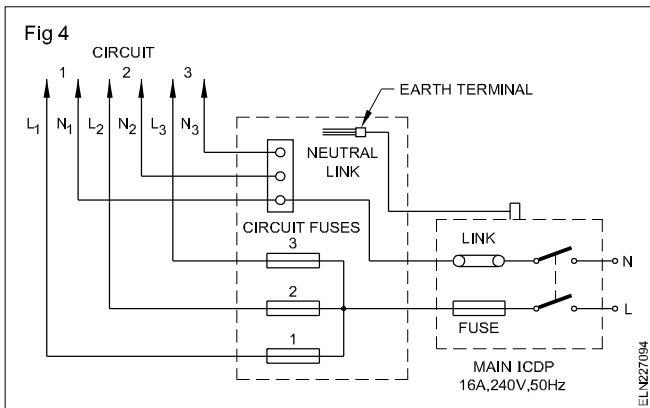 Fig 4
CIRCUIT
1 2 3
L1 N1 L2 N2 L3 N3
EARTH TERMINAL
NEUTRAL
LINK
CIRCUIT FUSES
3
2
1
LINK
N
L
FUSE
MAIN ICDP
16A,240V,50Hz
ELN227094